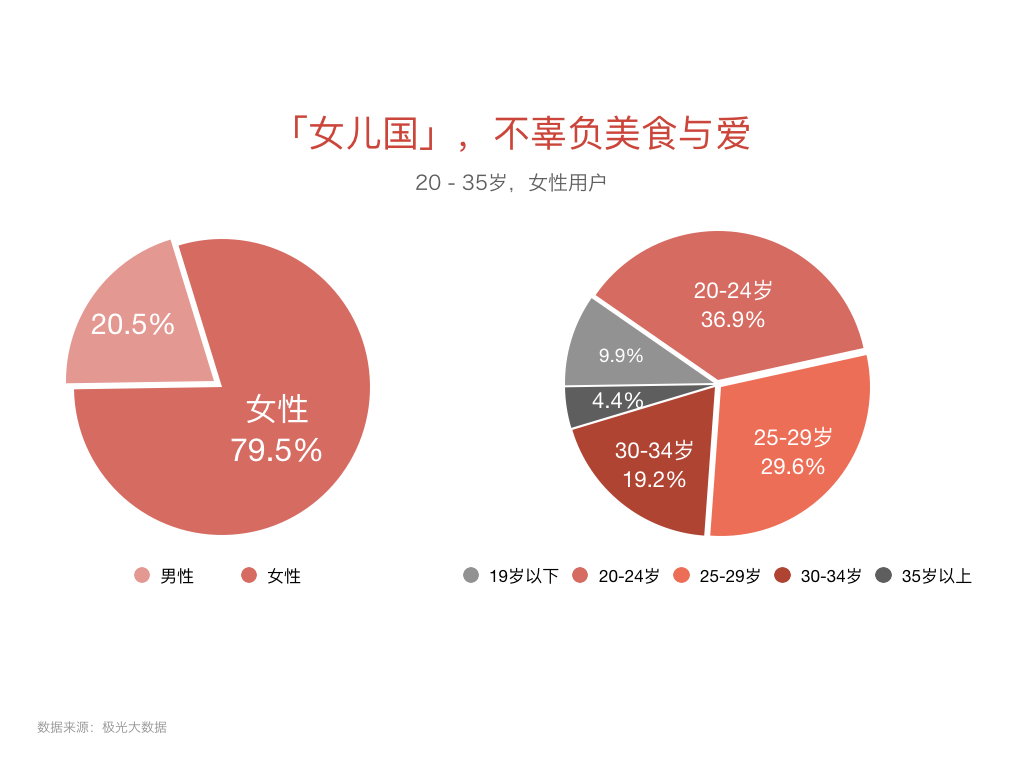 「女儿国」，不辜负美食与爱
20 - 35岁，女性用户
20.5%
女性
79.5%
男性
女性
20-24岁
36.9%
9.9%
4.4%
30-34岁
19.2%
25-29岁
29.6%
19岁以下
20-24岁
25-29岁
30-34岁
35岁以上
数据来源：极光大数据